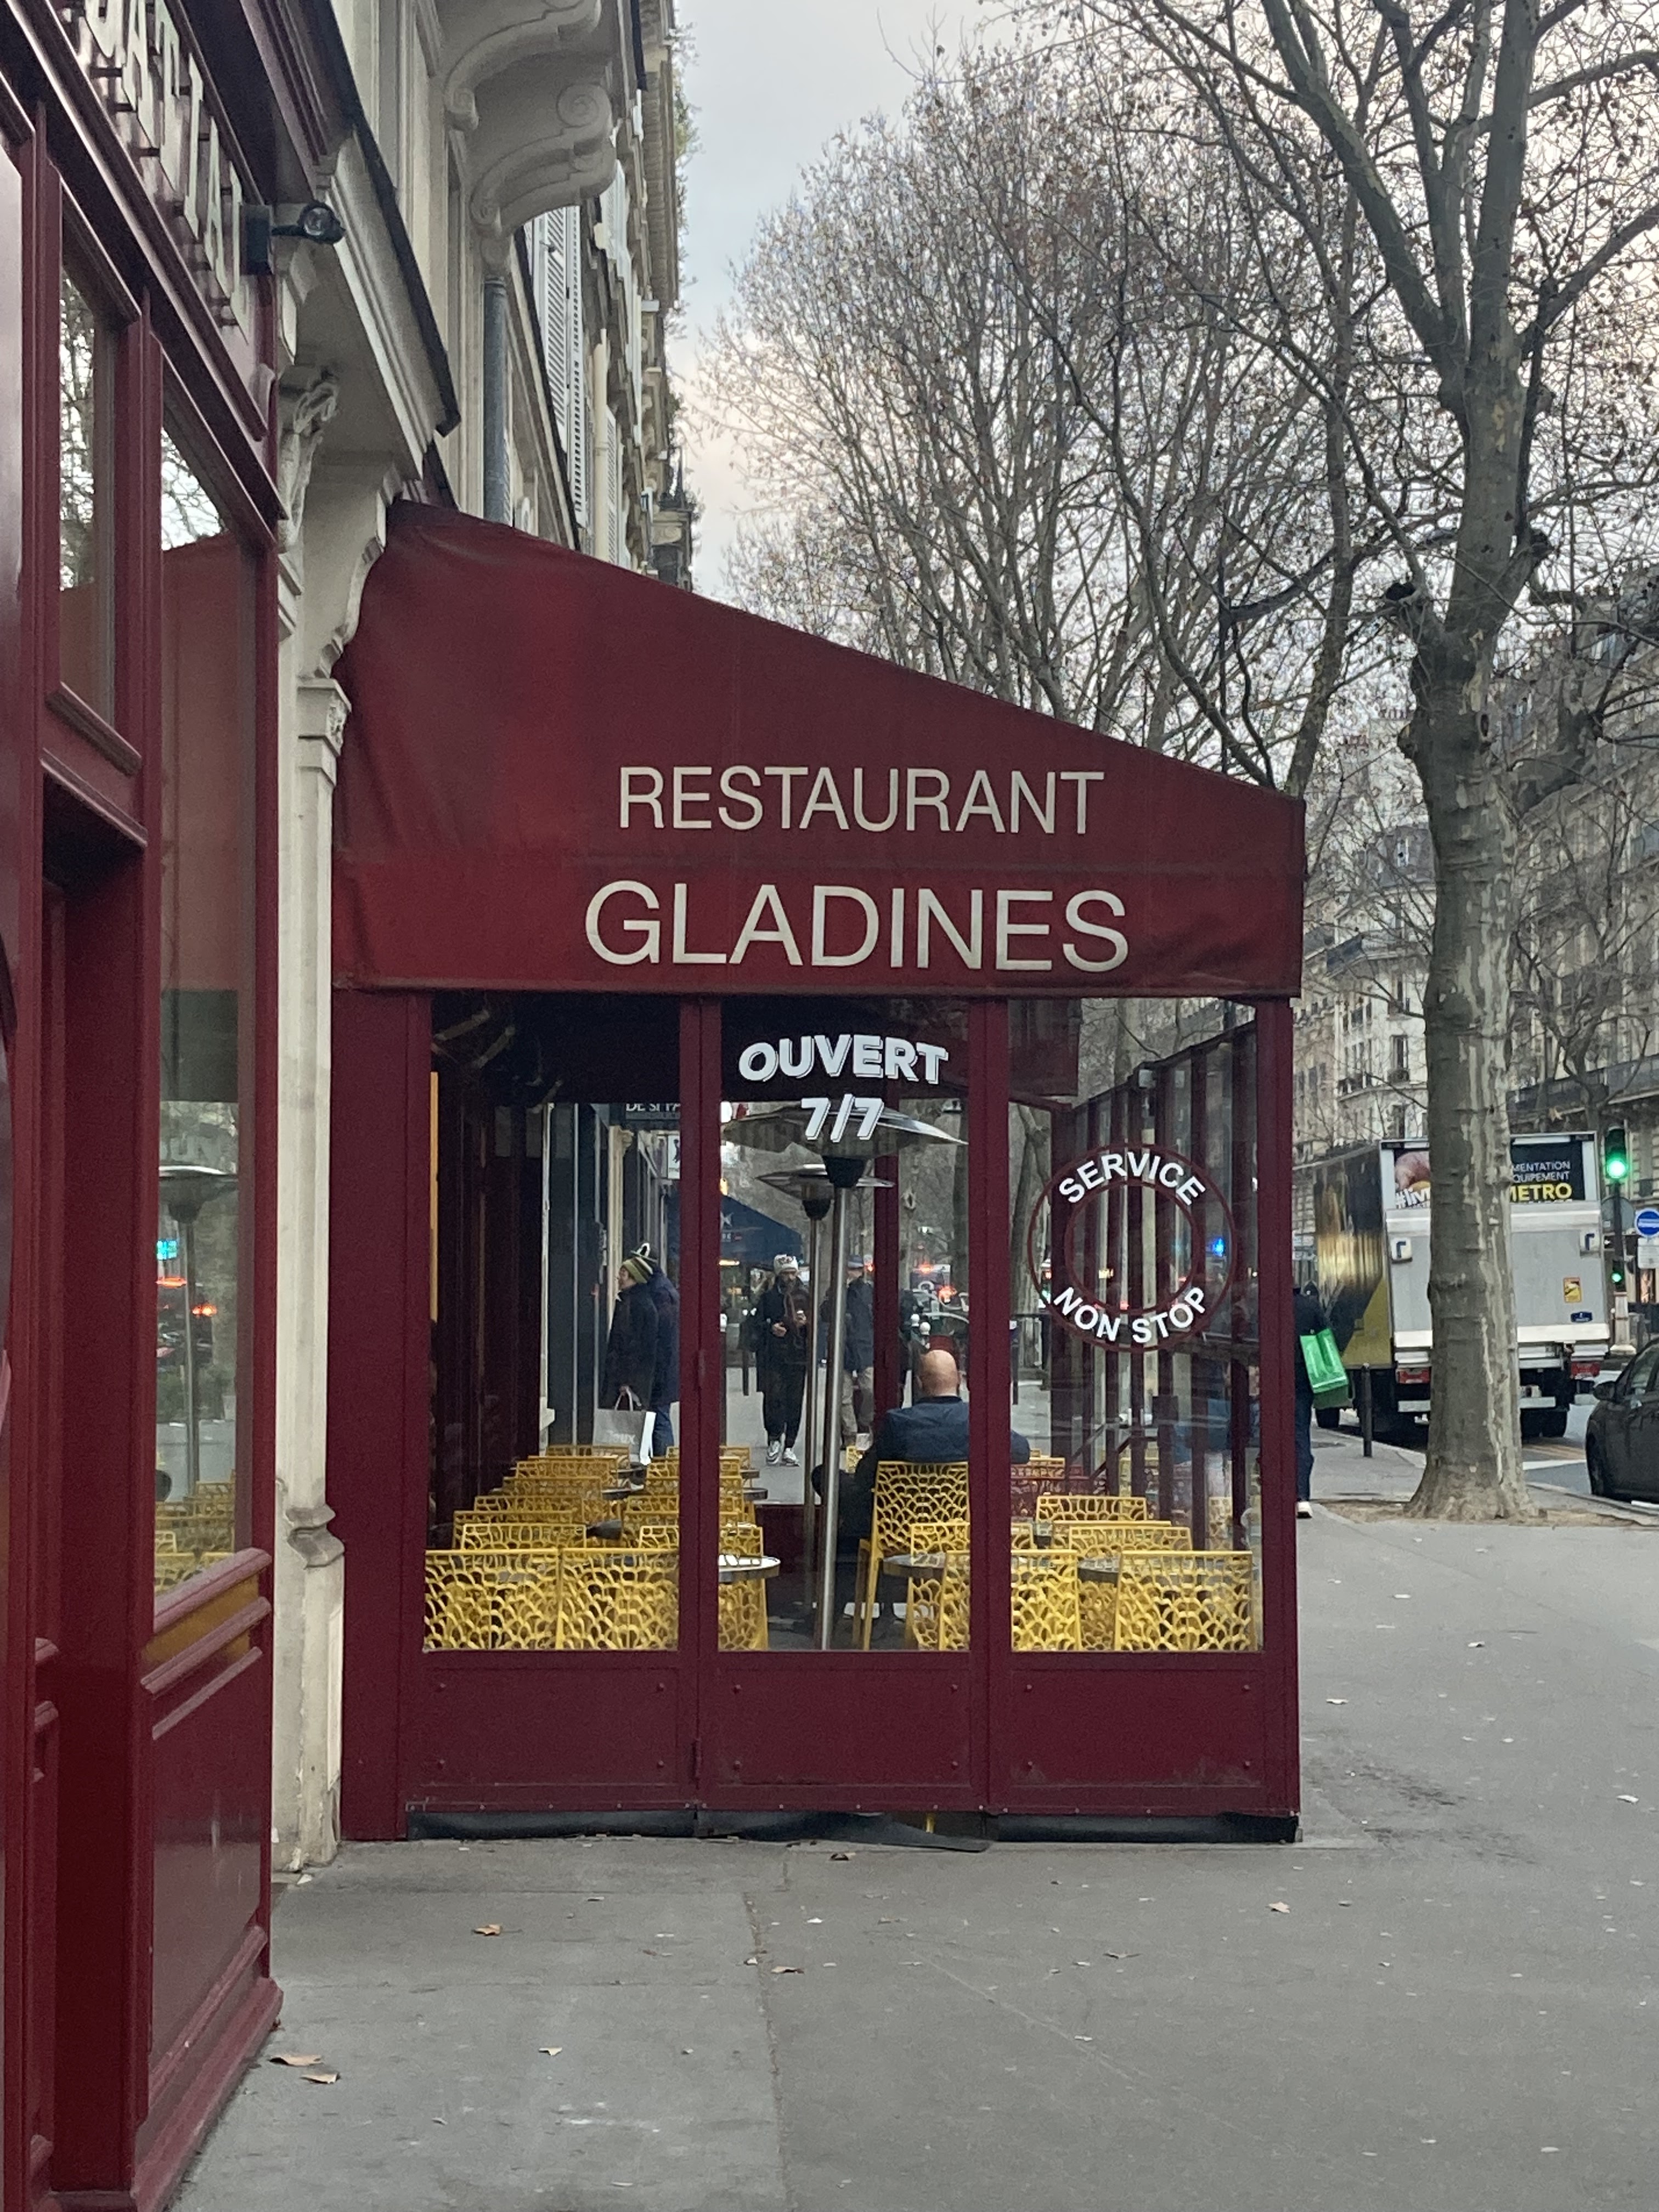 RESTAURANT
GLADINES
OUVERT
7/7
SERVICE
NON STOP
METRO